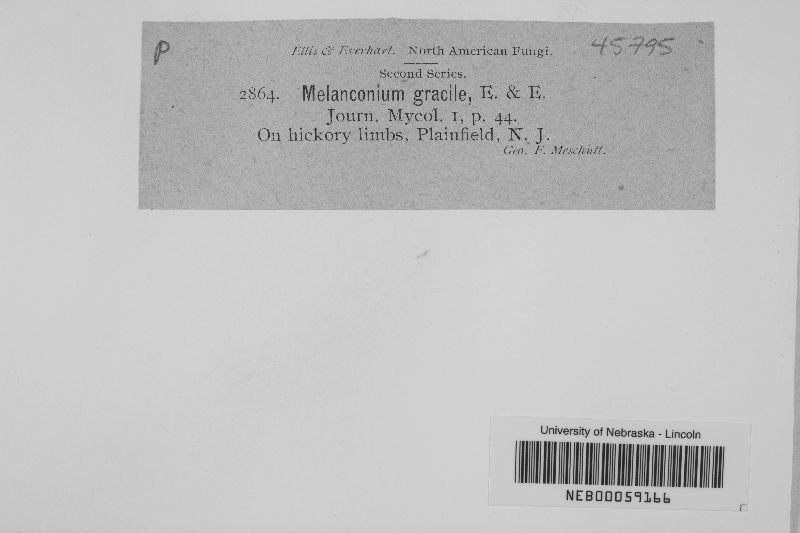 P
Ellis & Everhart. North American Fungi. 45795
Second Series.
2864. Melanconium gracile, E. & E.
Journ. Mycol. 1, p. 44.
On hickory limbs, Plainfield, N. J.
Geo. F. Meschutt.
University of Nebraska - Lincoln
NEB00059166